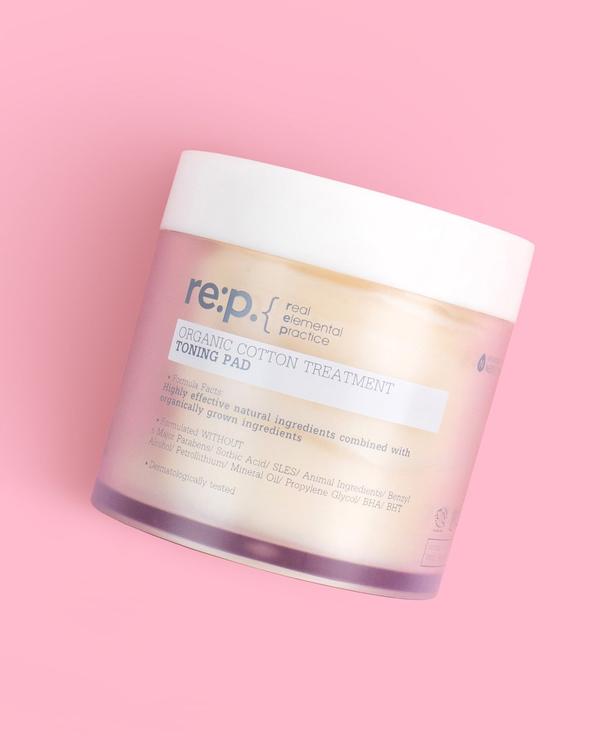 re:p.{ real
elemental
practice
ORGANIC COTTON TREATMENT
TONING PAD
• Formula Facts:
Highly effective natural ingredients combined with
organically grown ingredients
• Formulated WITHOUT
Major Parabens/ Sorbic Acid/ SLES/ Animal Ingredients/ Benzyl
Alcohol/ Petrollithium/ Mineral Oil/ Propylene Glycol/ BHA/ BHT
• Dermatologically tested